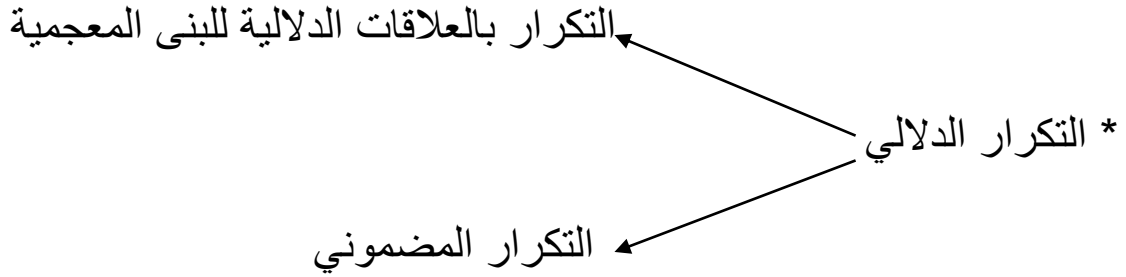 التكرار بالعلاقات الدلالية للبنى المعجمية
* التكرار الدلالي
التكرار المضموني